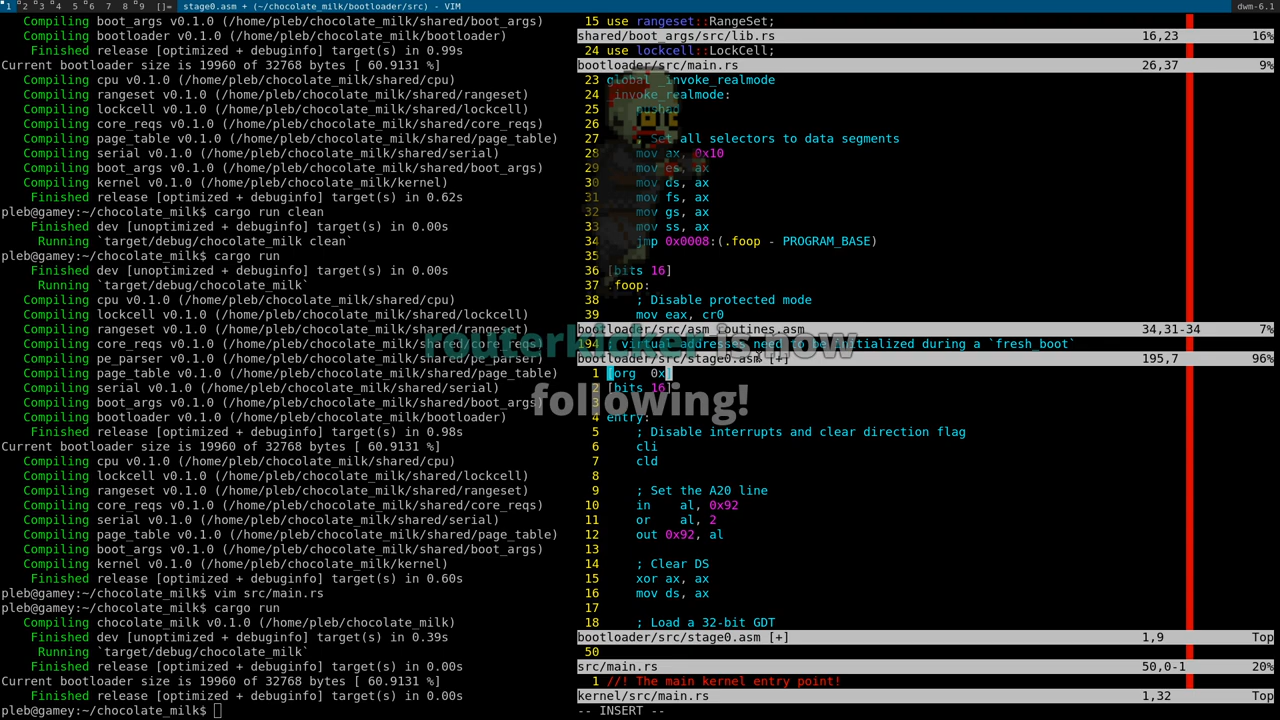 1 2 3 4 5 6 7 8 9 []= stage0.asm + (~/chocolate_milk/bootloader/src) - VIM dwm-6.1
Compiling boot_args v0.1.0 (/home/pleb/chocolate_milk/shared/boot_args)
Compiling bootloader v0.1.0 (/home/pleb/chocolate_milk/bootloader)
Finished release [optimized + debuginfo] target(s) in 0.99s
Current bootloader size is 19960 of 32768 bytes [ 60.9131 %]
Compiling cpu v0.1.0 (/home/pleb/chocolate_milk/shared/cpu)
Compiling rangeset v0.1.0 (/home/pleb/chocolate_milk/shared/rangeset)
Compiling lockcell v0.1.0 (/home/pleb/chocolate_milk/shared/lockcell)
Compiling core_reqs v0.1.0 (/home/pleb/chocolate_milk/shared/core_reqs)
Compiling page_table v0.1.0 (/home/pleb/chocolate_milk/shared/page_table)
Compiling serial v0.1.0 (/home/pleb/chocolate_milk/shared/serial)
Compiling boot_args v0.1.0 (/home/pleb/chocolate_milk/shared/boot_args)
Compiling kernel v0.1.0 (/home/pleb/chocolate_milk/kernel)
Finished release [optimized + debuginfo] target(s) in 0.62s
pleb@gamey:~/chocolate_milk$ cargo run clean
Finished dev [unoptimized + debuginfo] target(s) in 0.00s
Running `target/debug/chocolate_milk clean`
pleb@gamey:~/chocolate_milk$ cargo run
Finished dev [unoptimized + debuginfo] target(s) in 0.00s
Running `target/debug/chocolate_milk`
Compiling cpu v0.1.0 (/home/pleb/chocolate_milk/shared/cpu)
Compiling lockcell v0.1.0 (/home/pleb/chocolate_milk/shared/lockcell)
Compiling rangeset v0.1.0 (/home/pleb/chocolate_milk/shared/rangeset)
Compiling core_reqs v0.1.0 (/home/pleb/chocolate_milk/shared/core_reqs)
Compiling pe_parser v0.1.0 (/home/pleb/chocolate_milk/shared/pe_parser)
Compiling page_table v0.1.0 (/home/pleb/chocolate_milk/shared/page_table)
Compiling serial v0.1.0 (/home/pleb/chocolate_milk/shared/serial)
Compiling boot_args v0.1.0 (/home/pleb/chocolate_milk/shared/boot_args)
Compiling bootloader v0.1.0 (/home/pleb/chocolate_milk/bootloader)
Finished release [optimized + debuginfo] target(s) in 0.98s
Current bootloader size is 19960 of 32768 bytes [ 60.9131 %]
Compiling cpu v0.1.0 (/home/pleb/chocolate_milk/shared/cpu)
Compiling lockcell v0.1.0 (/home/pleb/chocolate_milk/shared/lockcell)
Compiling rangeset v0.1.0 (/home/pleb/chocolate_milk/shared/rangeset)
Compiling core_reqs v0.1.0 (/home/pleb/chocolate_milk/shared/core_reqs)
Compiling serial v0.1.0 (/home/pleb/chocolate_milk/shared/serial)
Compiling page_table v0.1.0 (/home/pleb/chocolate_milk/shared/page_table)
Compiling boot_args v0.1.0 (/home/pleb/chocolate_milk/shared/boot_args)
Compiling kernel v0.1.0 (/home/pleb/chocolate_milk/kernel)
Finished release [optimized + debuginfo] target(s) in 0.60s
pleb@gamey:~/chocolate_milk$ vim src/main.rs
pleb@gamey:~/chocolate_milk$ cargo run
Compiling chocolate_milk v0.1.0 (/home/pleb/chocolate_milk)
Finished dev [unoptimized + debuginfo] target(s) in 0.39s
Running `target/debug/chocolate_milk`
Finished release [optimized + debuginfo] target(s) in 0.00s
Current bootloader size is 19960 of 32768 bytes [ 60.9131 %]
Finished release [optimized + debuginfo] target(s) in 0.00s
pleb@gamey:~/chocolate_milk$
15 use rangeset::RangeSet;
shared/boot_args/src/lib.rs 16,23 16%
24 use lockcell::LockCell;
bootloader/src/main.rs 26,37 9%
23 global _invoke_realmode
24 _invoke_realmode:
25 pushad
26
27 ; Set all selectors to data segments
28 mov ax, 0x10
29 mov es, ax
30 mov ds, ax
31 mov fs, ax
32 mov gs, ax
33 mov ss, ax
34 jmp 0x0008:(.foop - PROGRAM_BASE)
35
36 [bits 16]
37 .foop:
38 ; Disable protected mode
39 mov eax, cr0
bootloader/src/asm_routines.asm 34,31-34 7%
194 ; virtual addresses need to be initialized during a `fresh_boot`
bootloader/src/stage0.asm [+] 195,7 96%
1 [org 0x]
2 [bits 16]
3
4 entry:
5 ; Disable interrupts and clear direction flag
6 cli
7 cld
8
9 ; Set the A20 line
10 in al, 0x92
11 or al, 2
12 out 0x92, al
13
14 ; Clear DS
15 xor ax, ax
16 mov ds, ax
17
18 ; Load a 32-bit GDT
bootloader/src/stage0.asm [+] 1,9 Top
50
src/main.rs 50,0-1 20%
1 //! The main kernel entry point!
kernel/src/main.rs 1,32 Top
-- INSERT --
routerkicker is now
following!